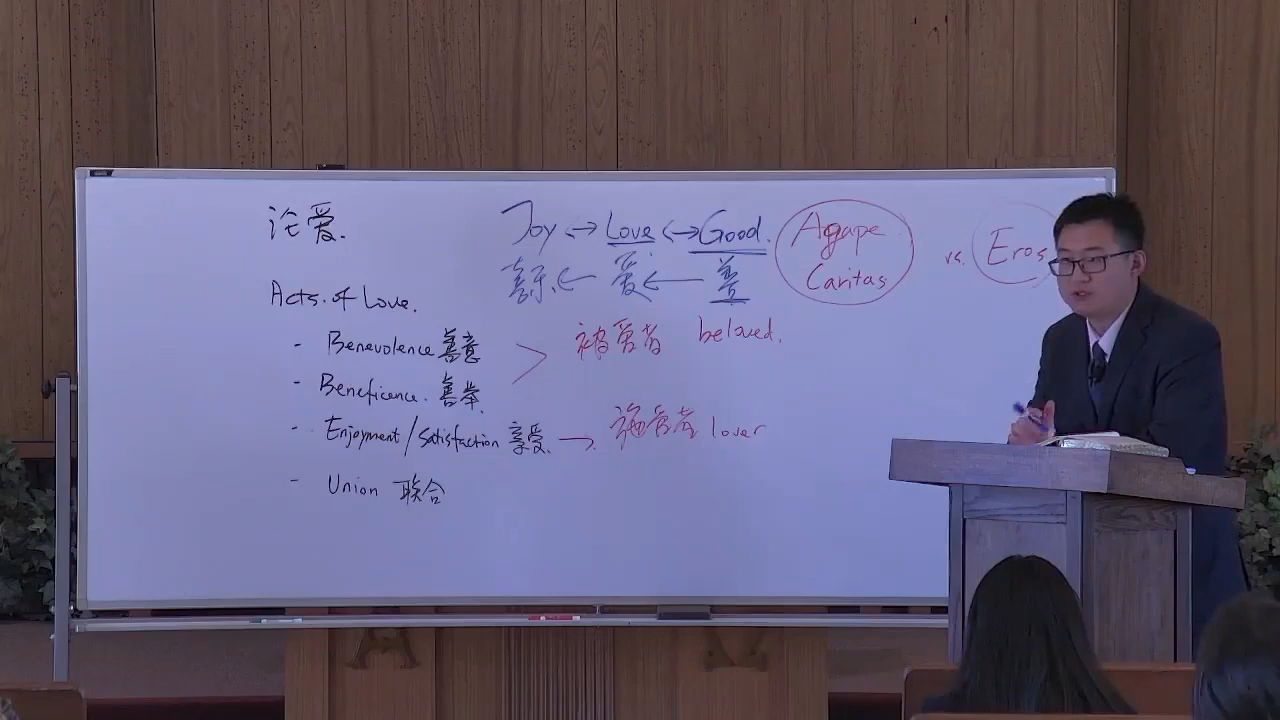 论爱.
Joy ↔ Love ↔ Good.
喜乐 ← 爱 ← 善
Agape
Caritas
vs. Eros
Acts. of Love.
- Benevolence 善意
- Beneficence. 善举.
被爱者 beloved.
- Enjoyment/Satisfaction 享受. → 施爱者 lover
- Union 联合